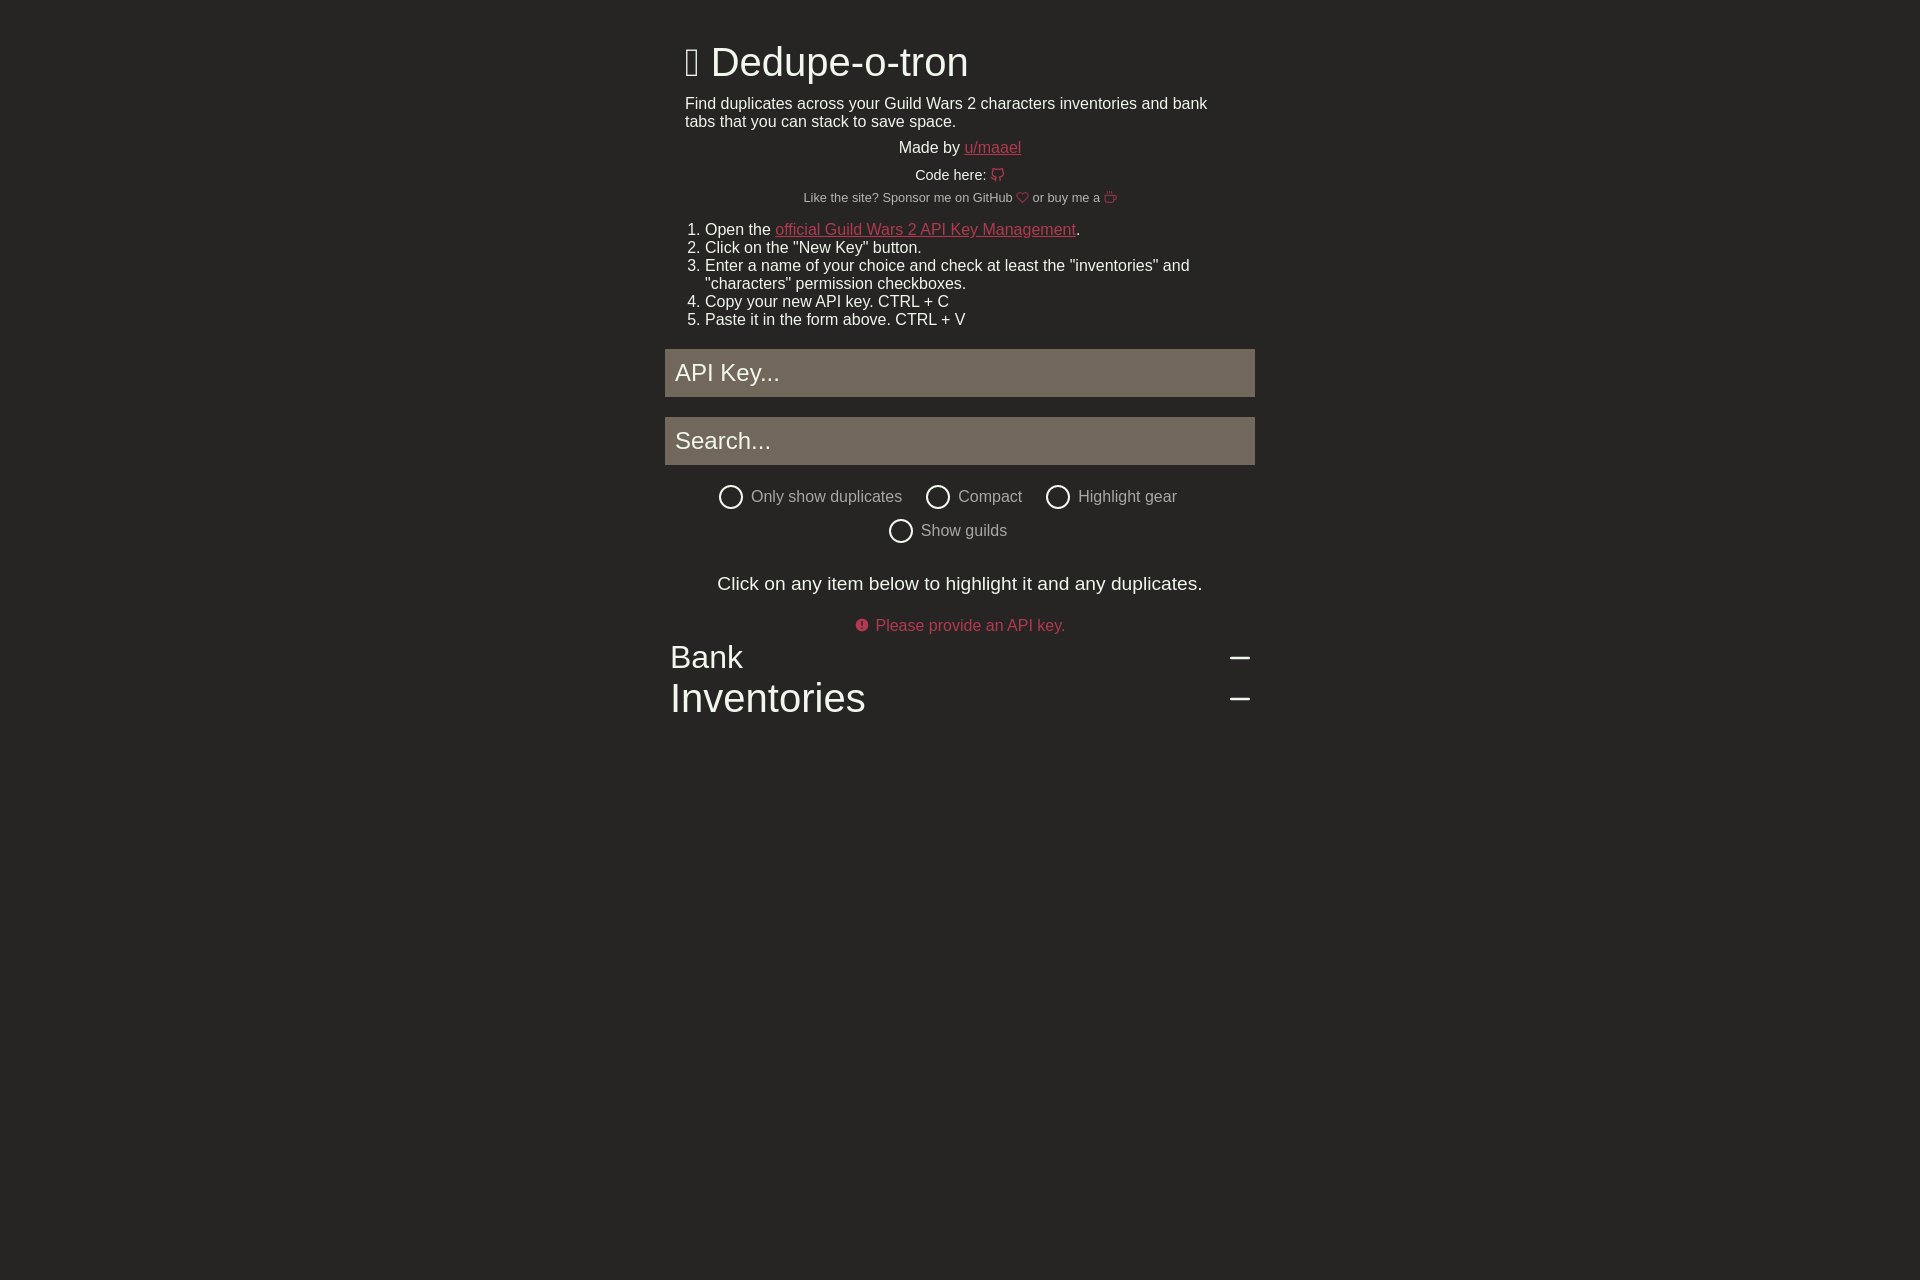 Dedupe-o-tron
Find duplicates across your Guild Wars 2 characters inventories and bank
tabs that you can stack to save space.
Made by u/maael
Code here:
Like the site? Sponsor me on GitHub or buy me a
1. Open the official Guild Wars 2 API Key Management.
2. Click on the "New Key" button.
3. Enter a name of your choice and check at least the "inventories" and
"characters" permission checkboxes.
4. Copy your new API key. CTRL + C
5. Paste it in the form above. CTRL + V
API Key...
Search...
Only show duplicates Compact Highlight gear
Show guilds
Click on any item below to highlight it and any duplicates.
Please provide an API key.
Bank
Inventories